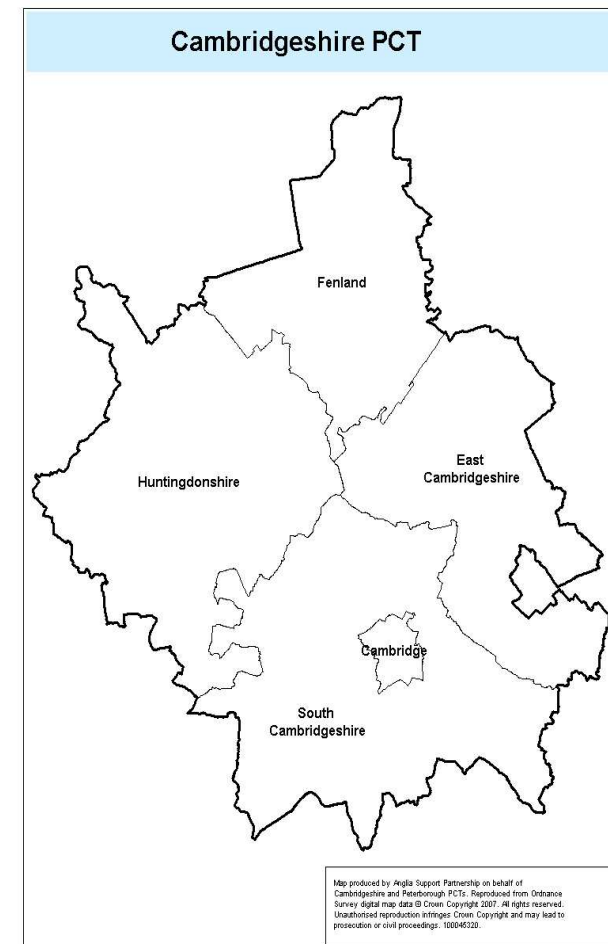 Cambridgeshire PCT
Fenland
East
Cambridgeshire
Huntingdonshire
Cambridge
South
Cambridgeshire
Map produced by Anglia Support Partnership on behalf of
Cambridgeshire and Peterborough PCTs. Reproduced from Ordnance
Survey digital map data © Crown Copyright 2007. All rights reserved.
Unauthorised reproduction infringes Crown Copyright and may lead to
prosecution or civil proceedings. 100045320.